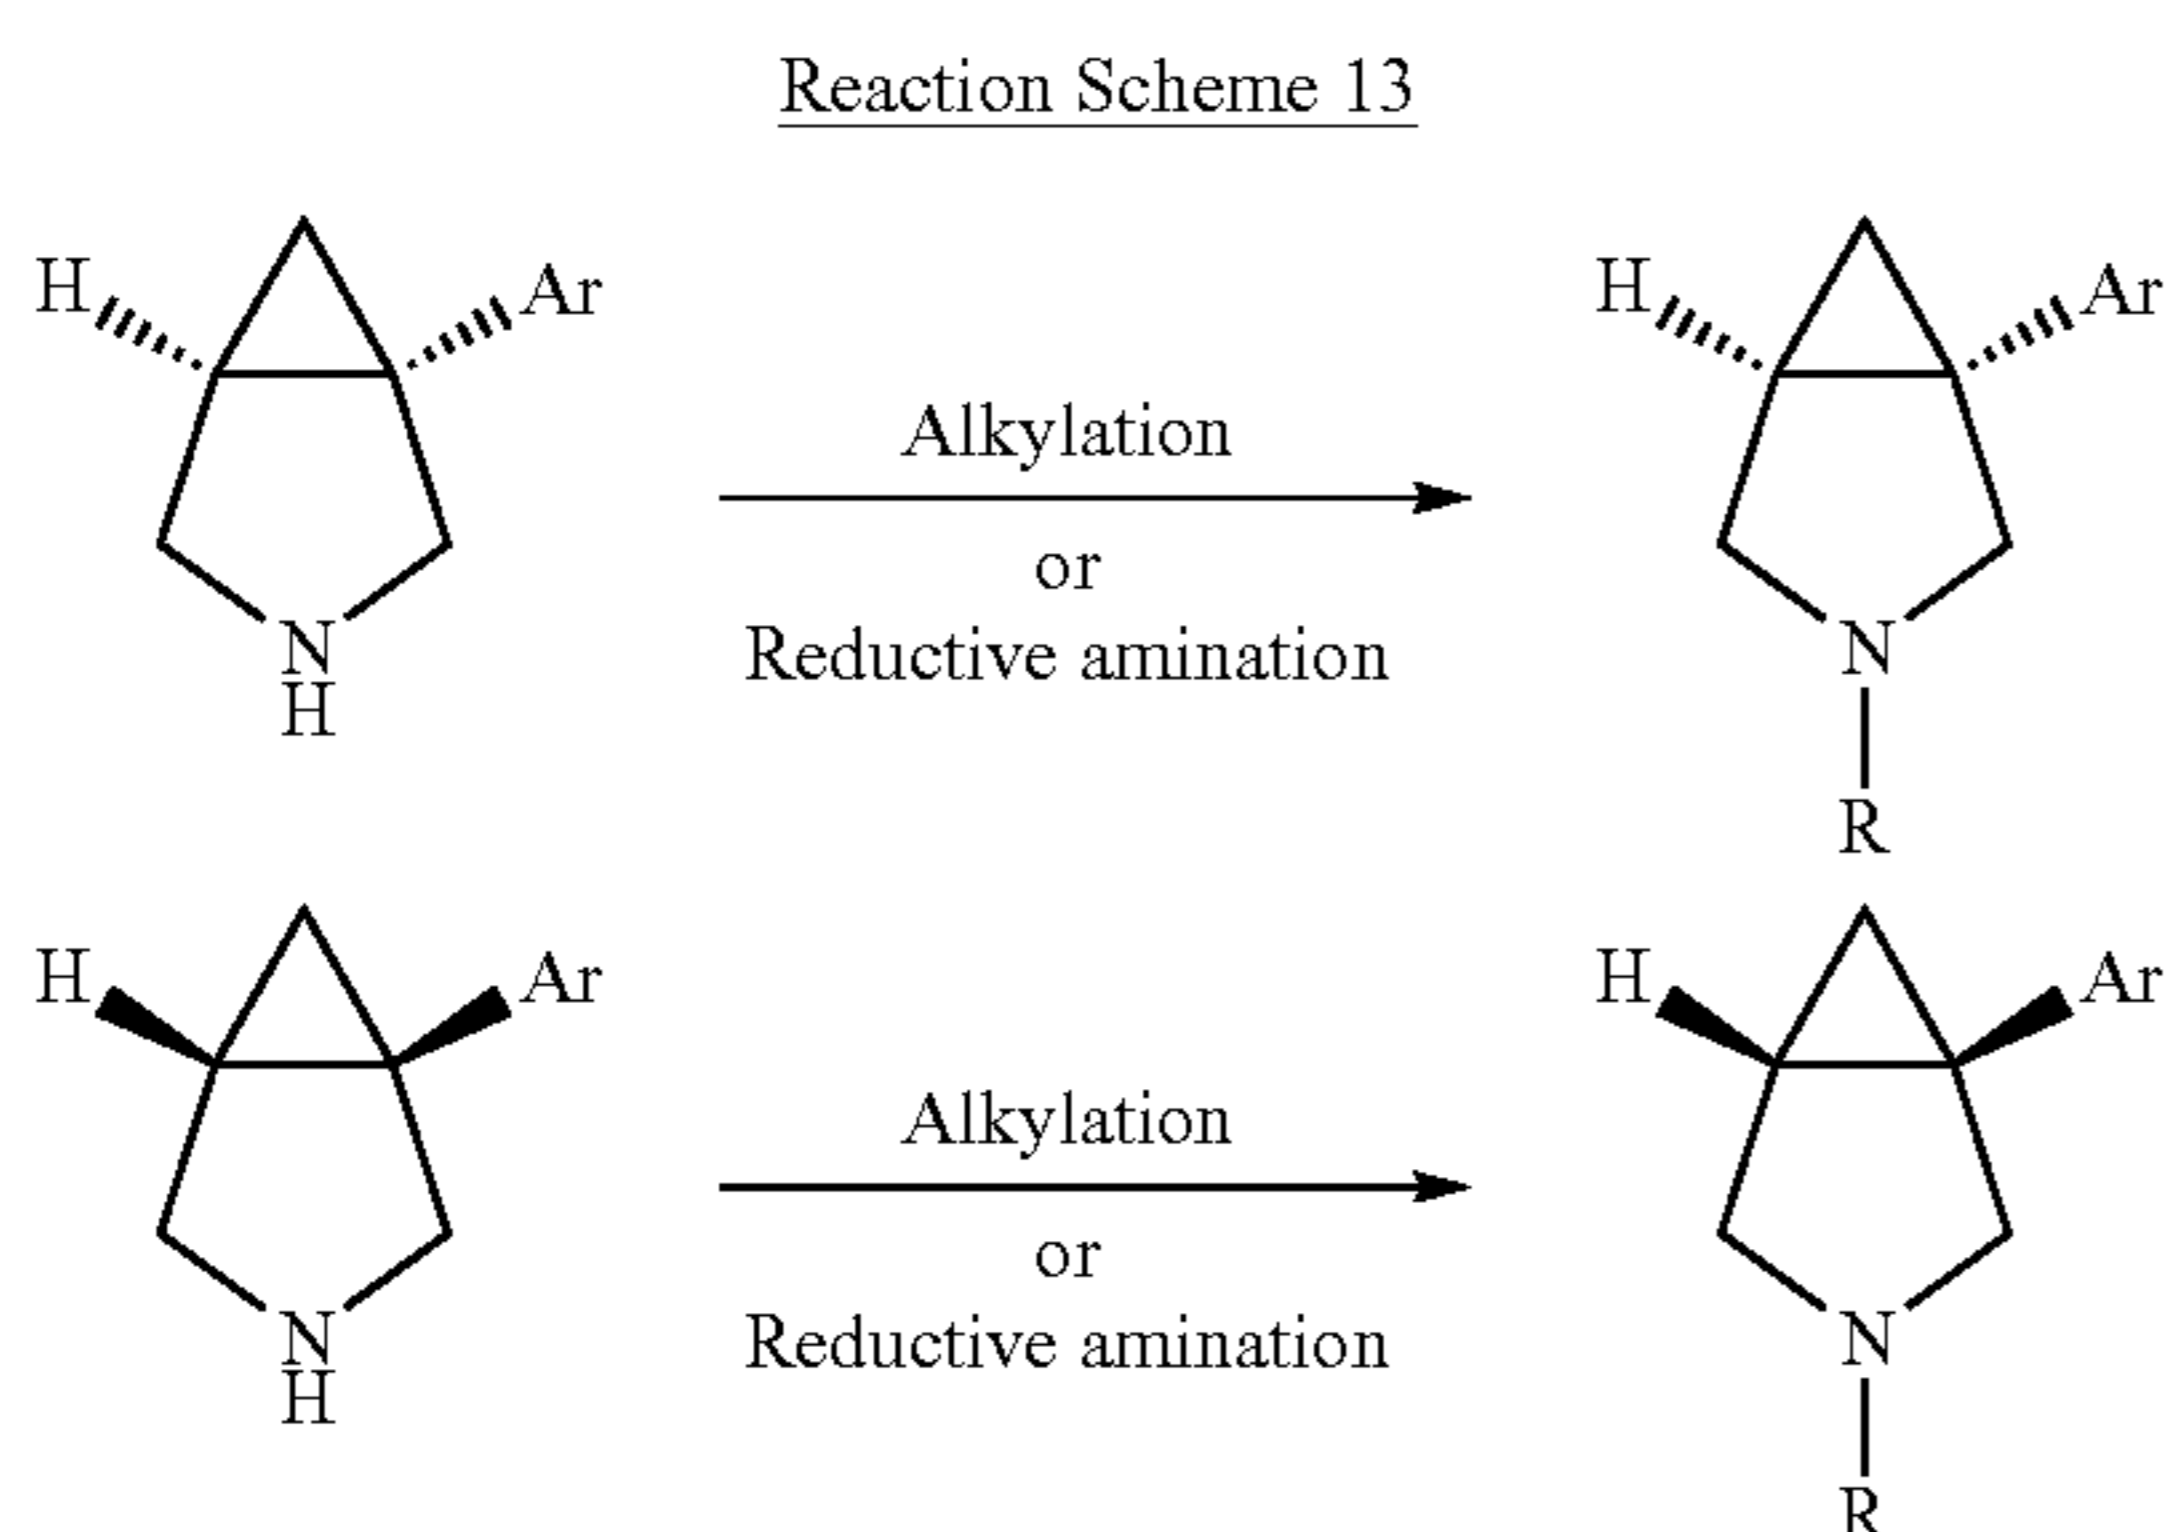 Reaction Scheme 13
H Ar
H Ar
Alkylation
or
Reductive amination
N
H
N
R
H Ar
H Ar
Alkylation
or
Reductive amination
N
H
N
R